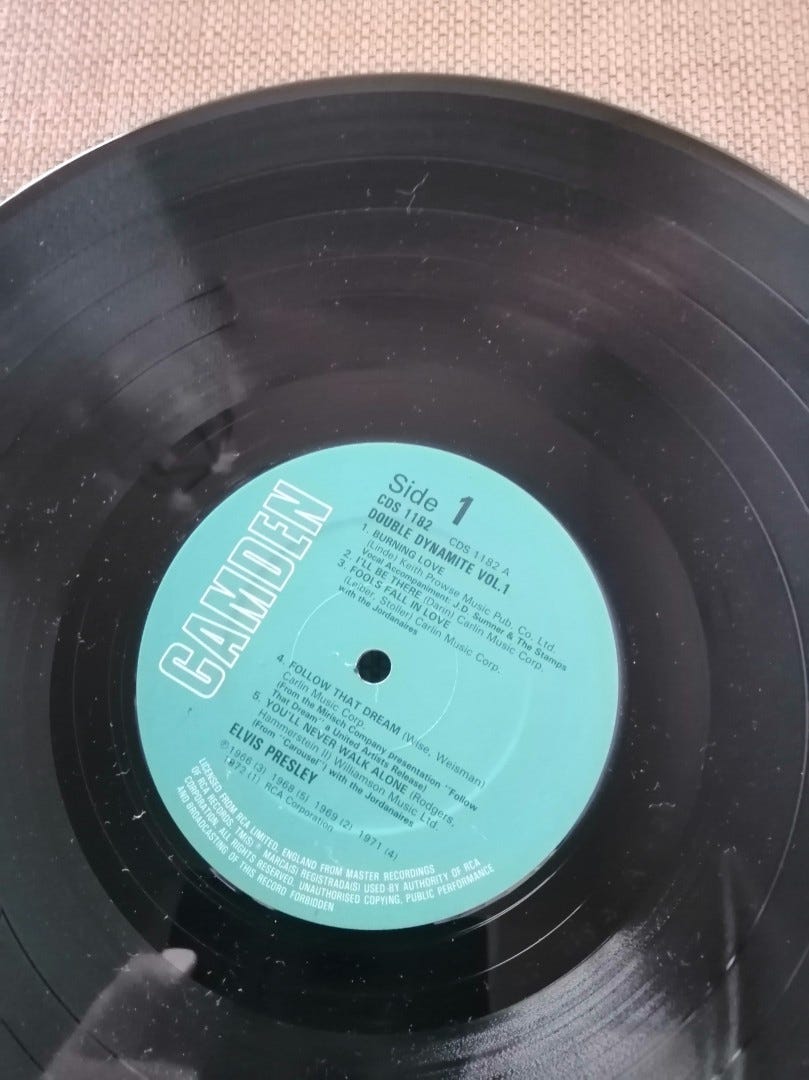 CAMDEN
Side 1
CDS 1182 CDS 1182 A
DOUBLE DYNAMITE VOL.1
1. BURNING LOVE
(Linde) Keith Prowse Music Pub. Co. Ltd.
Vocal Accompaniment: J.D. Sumner & The Stamps
2. I'LL BE THERE (Darin) Carlin Music Corp.
3. FOOLS FALL IN LOVE
(Leiber, Stoller) Carlin Music Corp.
with the Jordanaires
4. FOLLOW THAT DREAM (Wise, Weisman)
Carlin Music Corp.
(From the Mirisch Company presentation "Follow
That Dream" a United Artists Release)
5. YOU'LL NEVER WALK ALONE (Rodgers,
Hammerstein II) Williamson Music Ltd.
(From "Carousel") with the Jordanaires
ELVIS PRESLEY
℗1966 (3) 1968 (5) 1969 (2) 1971 (4)
1972 (1) RCA Corporation
LICENSED FROM RCA LIMITED, ENGLAND FROM MASTER RECORDINGS
OF RCA RECORDS, TM(S) ® MARCA(S) REGISTRADA(S) USED BY AUTHORITY OF RCA
CORPORATION. ALL RIGHTS RESERVED. UNAUTHORISED COPYING, PUBLIC PERFORMANCE
AND BROADCASTING OF THIS RECORD FORBIDDEN